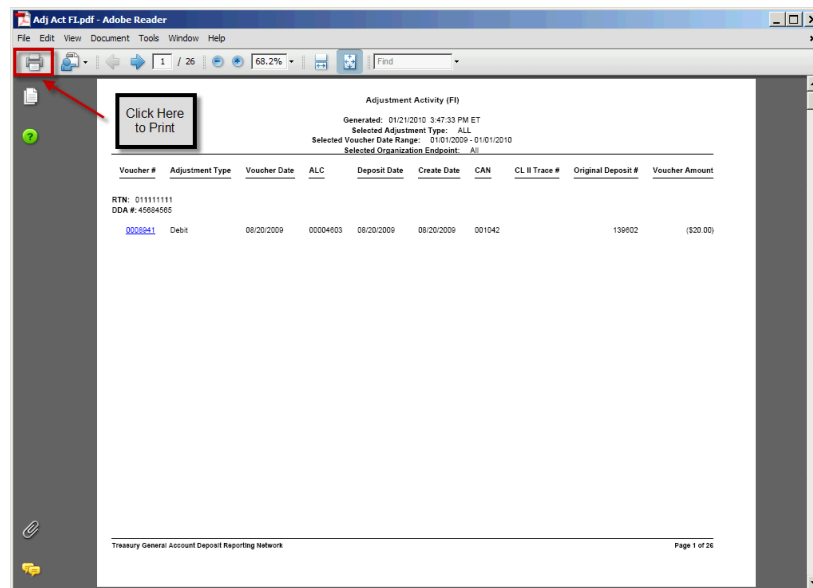 Adj Act FI.pdf - Adobe Reader
File Edit View Document Tools Window Help
1 / 26 68.2% Find
Click Here
to Print
Adjustment Activity (FI)
Generated: 01/21/2010 3:47:33 PM ET
Selected Adjustment Type: ALL
Selected Voucher Date Range: 01/01/2009 - 01/01/2010
Selected Organization Endpoint: All
Voucher # Adjustment Type Voucher Date ALC Deposit Date Create Date CAN CL II Trace # Original Deposit # Voucher Amount
RTN: 011111111
DDA #: 45684565
0008941 Debit 08/20/2009 00004603 08/20/2009 08/20/2009 001042 139602 ($20.00)
Treasury General Account Deposit Reporting Network Page 1 of 26